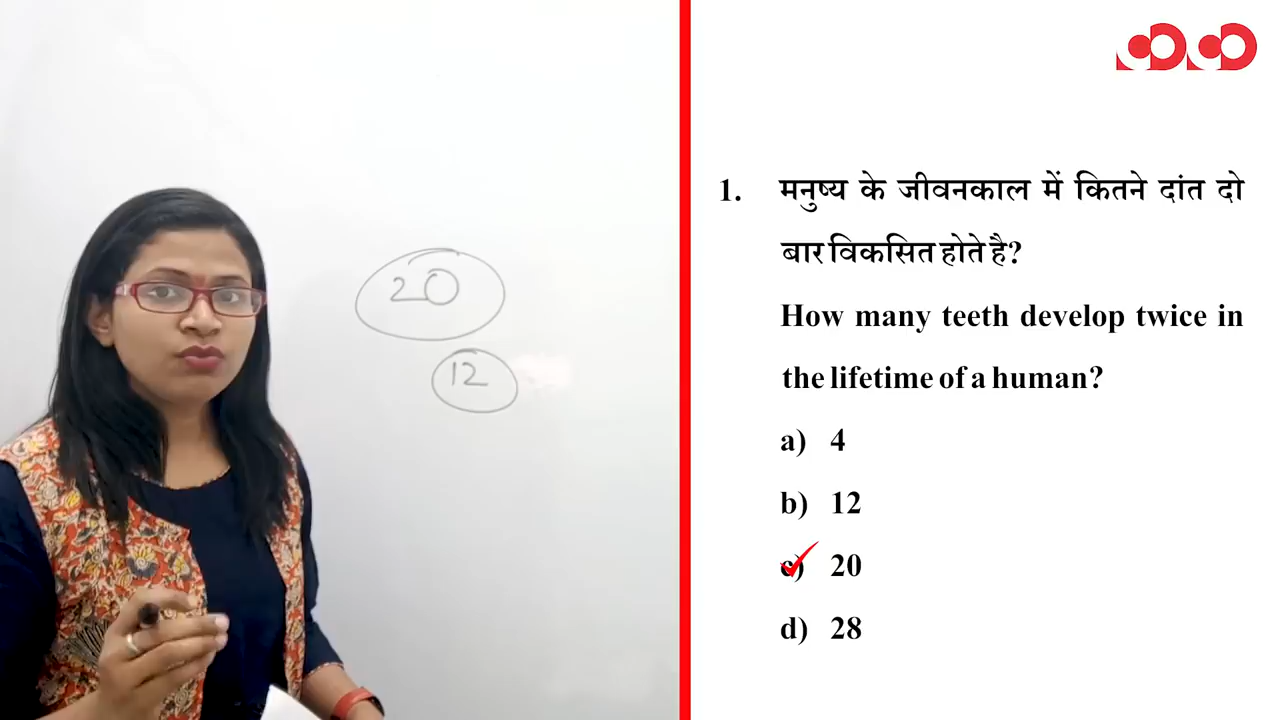 20
12
1. मनुष्य के जीवनकाल में कितने दांत दो
बार विकसित होते है?
How many teeth develop twice in
the lifetime of a human?
a) 4
b) 12
c) 20
d) 28